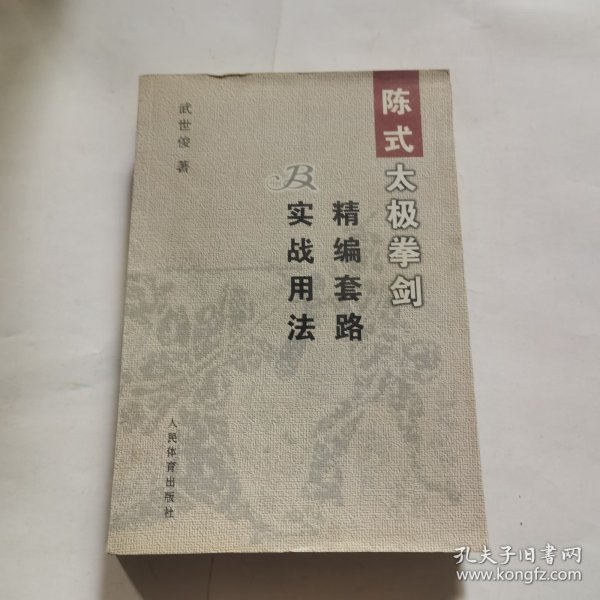 陈式太极拳剑
精编套路
及
实战用法
武世俊 著
人民体育出版社
孔夫子旧书网
www.kongfz.com